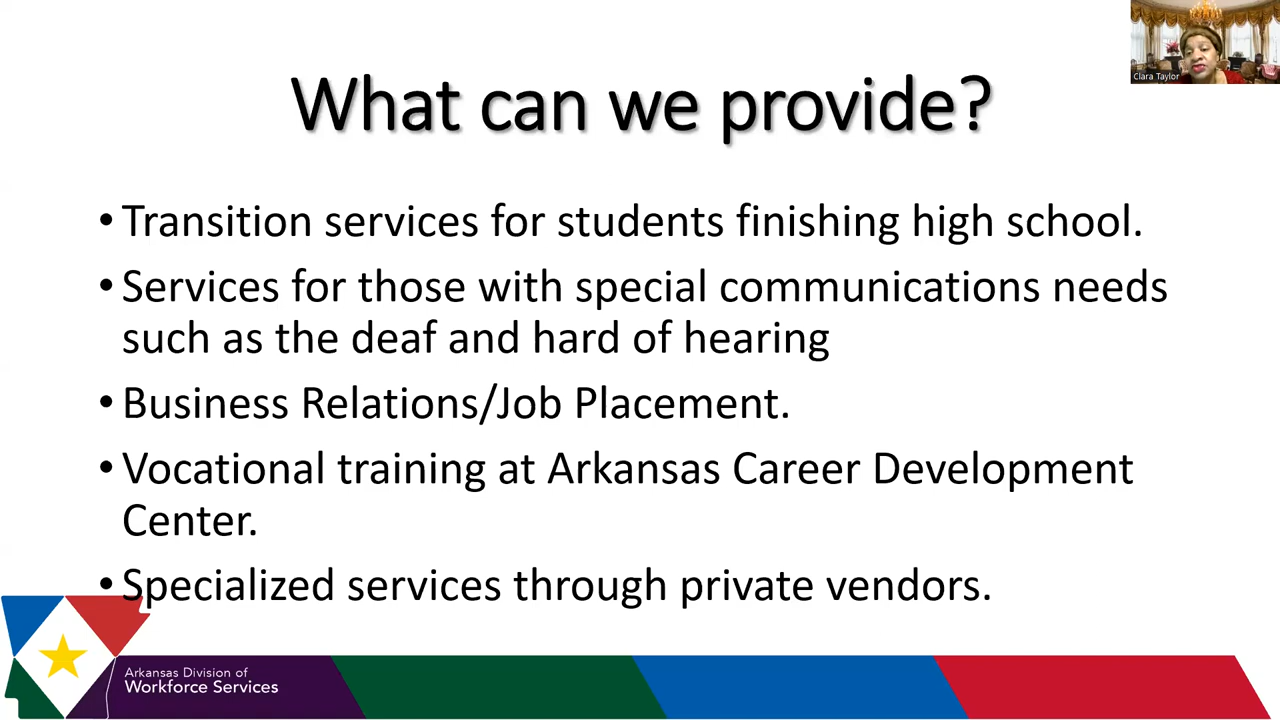 Clara Taylor
What can we provide?
• Transition services for students finishing high school.
• Services for those with special communications needs
such as the deaf and hard of hearing
• Business Relations/Job Placement.
• Vocational training at Arkansas Career Development
Center.
• Specialized services through private vendors.
Arkansas Division of
Workforce Services